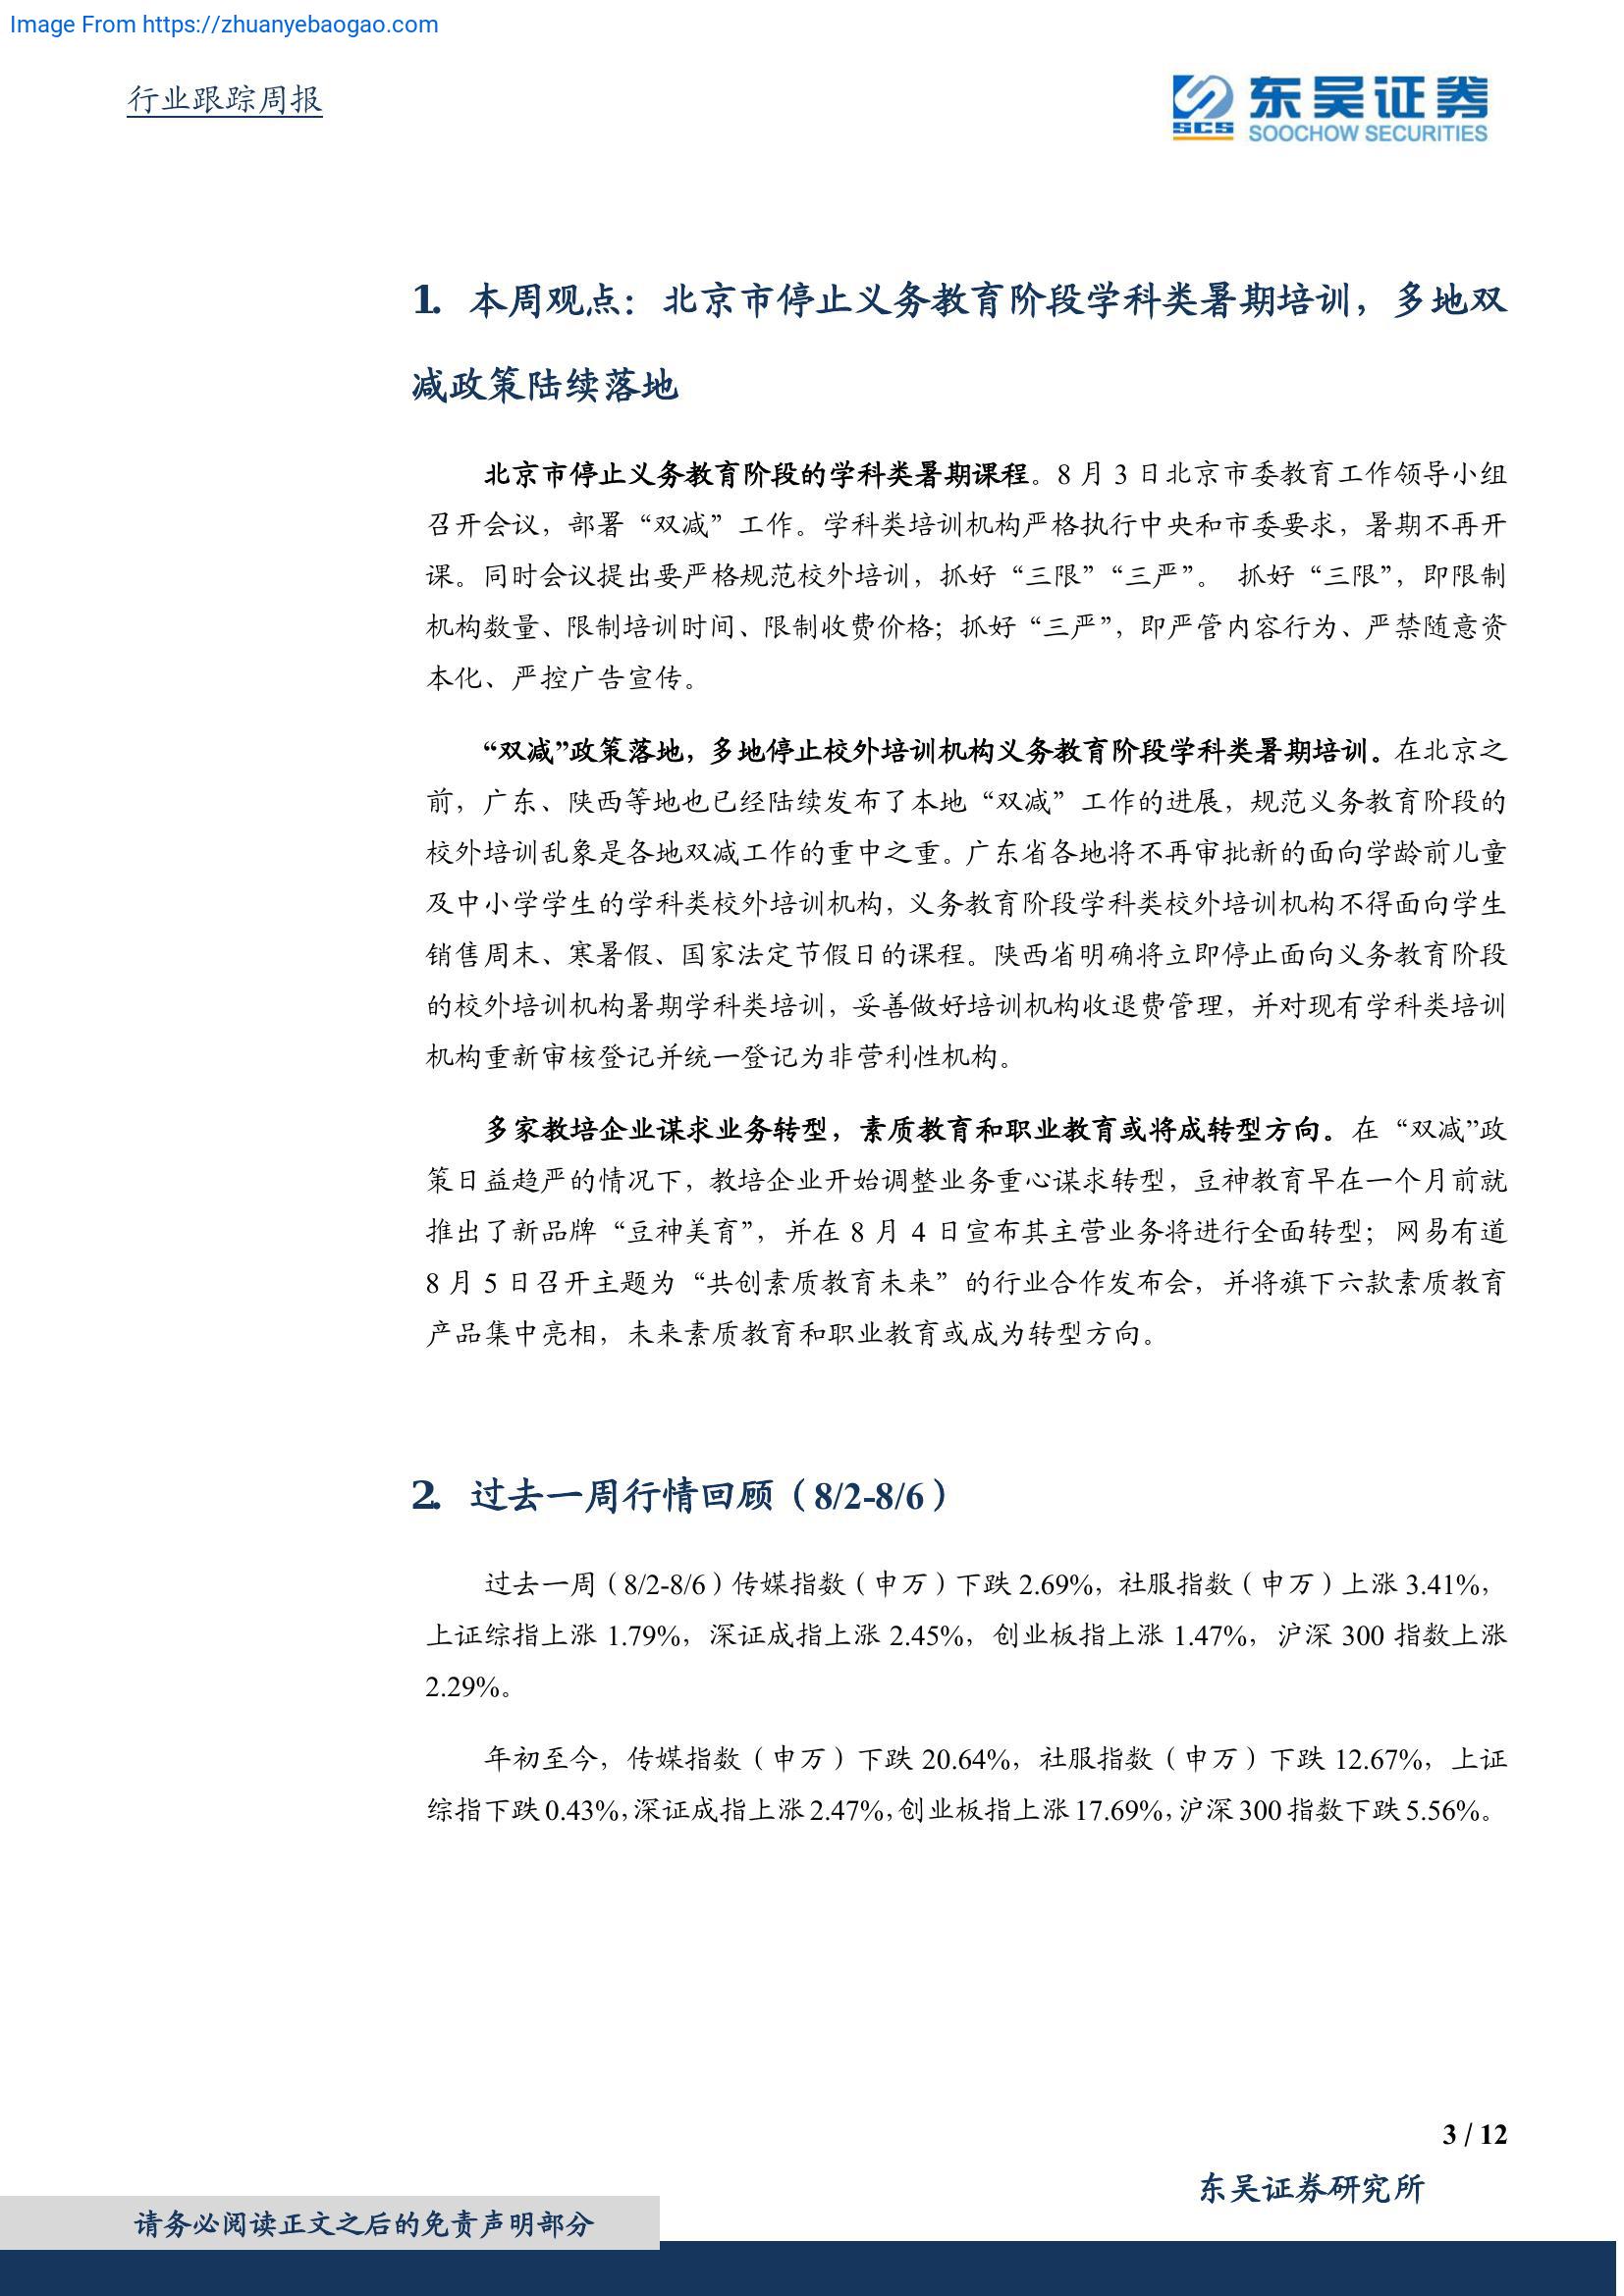 Image From https://zhuanyebaogao.com
行业跟踪周报
SCS
东吴证券
SOOCHOW SECURITIES
1. 本周观点：北京市停止义务教育阶段学科类暑期培训，多地双
减政策陆续落地
北京市停止义务教育阶段的学科类暑期课程。8 月 3 日北京市委教育工作领导小组
召开会议，部署“双减”工作。学科类培训机构严格执行中央和市委要求，暑期不再开
课。同时会议提出要严格规范校外培训，抓好“三限”“三严”。 抓好“三限”，即限制
机构数量、限制培训时间、限制收费价格；抓好“三严”，即严管内容行为、严禁随意资
本化、严控广告宣传。
“双减”政策落地，多地停止校外培训机构义务教育阶段学科类暑期培训。在北京之
前，广东、陕西等地也已经陆续发布了本地“双减”工作的进展，规范义务教育阶段的
校外培训乱象是各地双减工作的重中之重。广东省各地将不再审批新的面向学龄前儿童
及中小学学生的学科类校外培训机构，义务教育阶段学科类校外培训机构不得面向学生
销售周末、寒暑假、国家法定节假日的课程。陕西省明确将立即停止面向义务教育阶段
的校外培训机构暑期学科类培训，妥善做好培训机构收退费管理，并对现有学科类培训
机构重新审核登记并统一登记为非营利性机构。
多家教培企业谋求业务转型，素质教育和职业教育或将成转型方向。在“双减”政
策日益趋严的情况下，教培企业开始调整业务重心谋求转型，豆神教育早在一个月前就
推出了新品牌“豆神美育”，并在 8 月 4 日宣布其主营业务将进行全面转型；网易有道
8 月 5 日召开主题为“共创素质教育未来”的行业合作发布会，并将旗下六款素质教育
产品集中亮相，未来素质教育和职业教育或成为转型方向。
2. 过去一周行情回顾（8/2-8/6）
过去一周（8/2-8/6）传媒指数（申万）下跌 2.69%，社服指数（申万）上涨 3.41%，
上证综指上涨 1.79%，深证成指上涨 2.45%，创业板指上涨 1.47%，沪深 300 指数上涨
2.29%。
年初至今，传媒指数（申万）下跌 20.64%，社服指数（申万）下跌 12.67%，上证
综指下跌 0.43%，深证成指上涨 2.47%，创业板指上涨 17.69%，沪深 300 指数下跌 5.56%。
3 / 12
东吴证券研究所
请务必阅读正文之后的免责声明部分